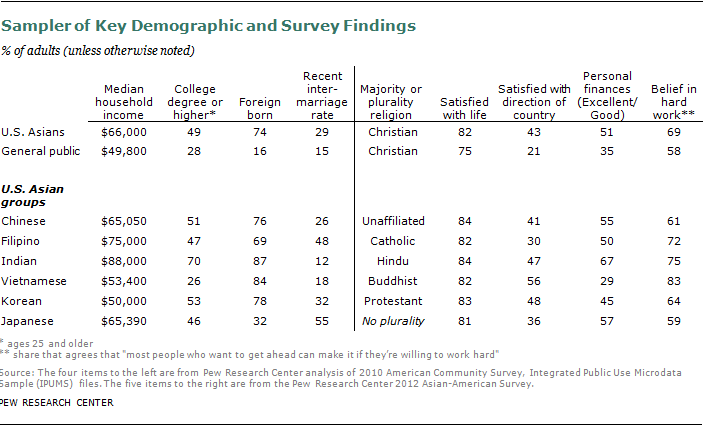 Sampler of Key Demographic and Survey Findings
% of adults (unless otherwise noted)
Median household income | College degree or higher* | Foreign born | Recent inter-marriage rate | Majority or plurality religion | Satisfied with life | Satisfied with direction of country | Personal finances (Excellent/Good) | Belief in hard work**
U.S. Asians $66,000 49 74 29 Christian 82 43 51 69
General public $49,800 28 16 15 Christian 75 21 35 58
U.S. Asian
groups
Chinese $65,050 51 76 26 Unaffiliated 84 41 55 61
Filipino $75,000 47 69 48 Catholic 82 30 50 72
Indian $88,000 70 87 12 Hindu 84 47 67 75
Vietnamese $53,400 26 84 18 Buddhist 82 56 29 83
Korean $50,000 53 78 32 Protestant 83 48 45 64
Japanese $65,390 46 32 55 No plurality 81 36 57 59
* ages 25 and older
** share that agrees that "most people who want to get ahead can make it if they're willing to work hard"
Source: The four items to the left are from Pew Research Center analysis of 2010 American Community Survey, Integrated Public Use Microdata
Sample (IPUMS) files. The five items to the right are from the Pew Research Center 2012 Asian-American Survey.
PEW RESEARCH CENTER